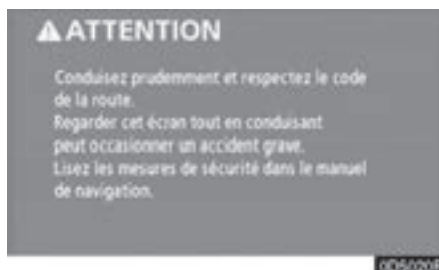 ATTENTION
Conduisez prudemment et respectez le code
de la route.
Regarder cet écran tout en conduisant
peut occasionner un accident grave.
Lisez les mesures de sécurité dans le manuel
de navigation.